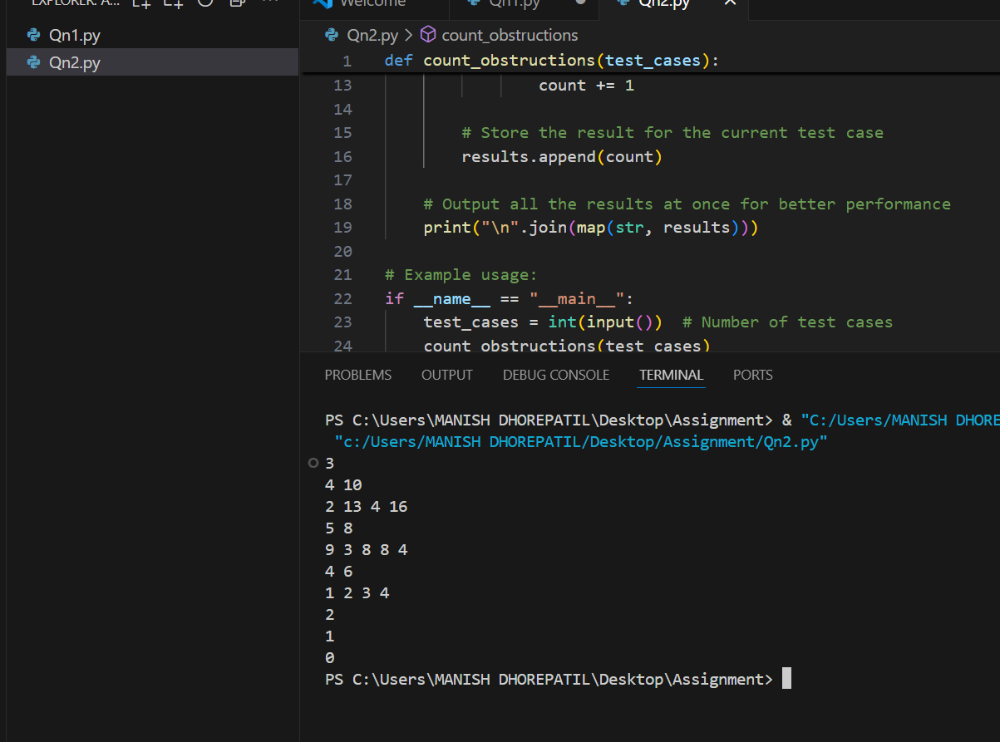 EXPLORER: A...
Welcome
Qn1.py
Qn2.py
Qn1.py
Qn2.py
Qn2.py > count_obstructions
1 def count_obstructions(test_cases):
13 count += 1
14
15 # Store the result for the current test case
16 results.append(count)
17
18 # Output all the results at once for better performance
19 print("\n".join(map(str, results)))
20
21 # Example usage:
22 if __name__ == "__main__":
23 test_cases = int(input()) # Number of test cases
24 count_obstructions(test_cases)
PROBLEMS OUTPUT DEBUG CONSOLE TERMINAL PORTS
PS C:\Users\MANISH DHOREPATIL\Desktop\Assignment> & "C:/Users/MANISH DHORE
"c:/Users/MANISH DHOREPATIL/Desktop/Assignment/Qn2.py"
3
4 10
2 13 4 16
5 8
9 3 8 8 4
4 6
1 2 3 4
2
1
0
PS C:\Users\MANISH DHOREPATIL\Desktop\Assignment>